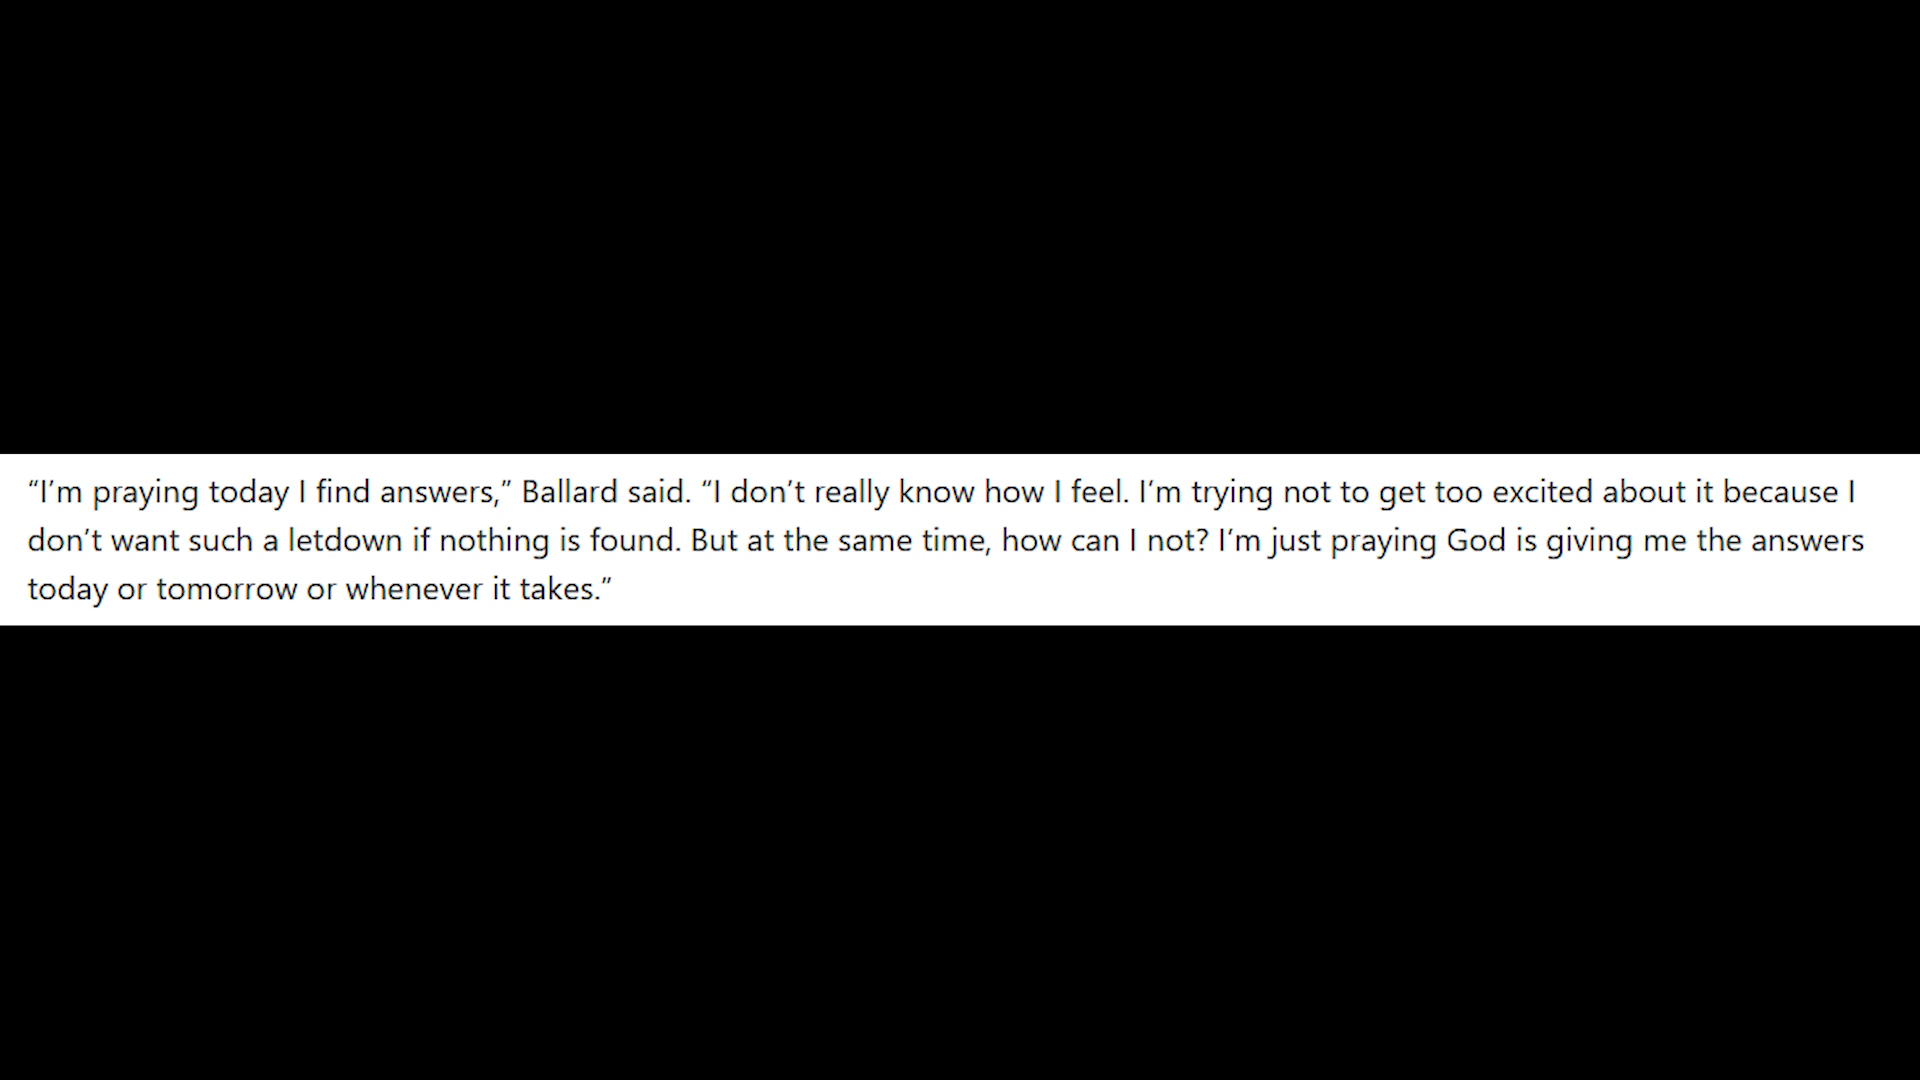 “I’m praying today I find answers,” Ballard said. “I don’t really know how I feel. I’m trying not to get too excited about it because I
don’t want such a letdown if nothing is found. But at the same time, how can I not? I’m just praying God is giving me the answers
today or tomorrow or whenever it takes.”